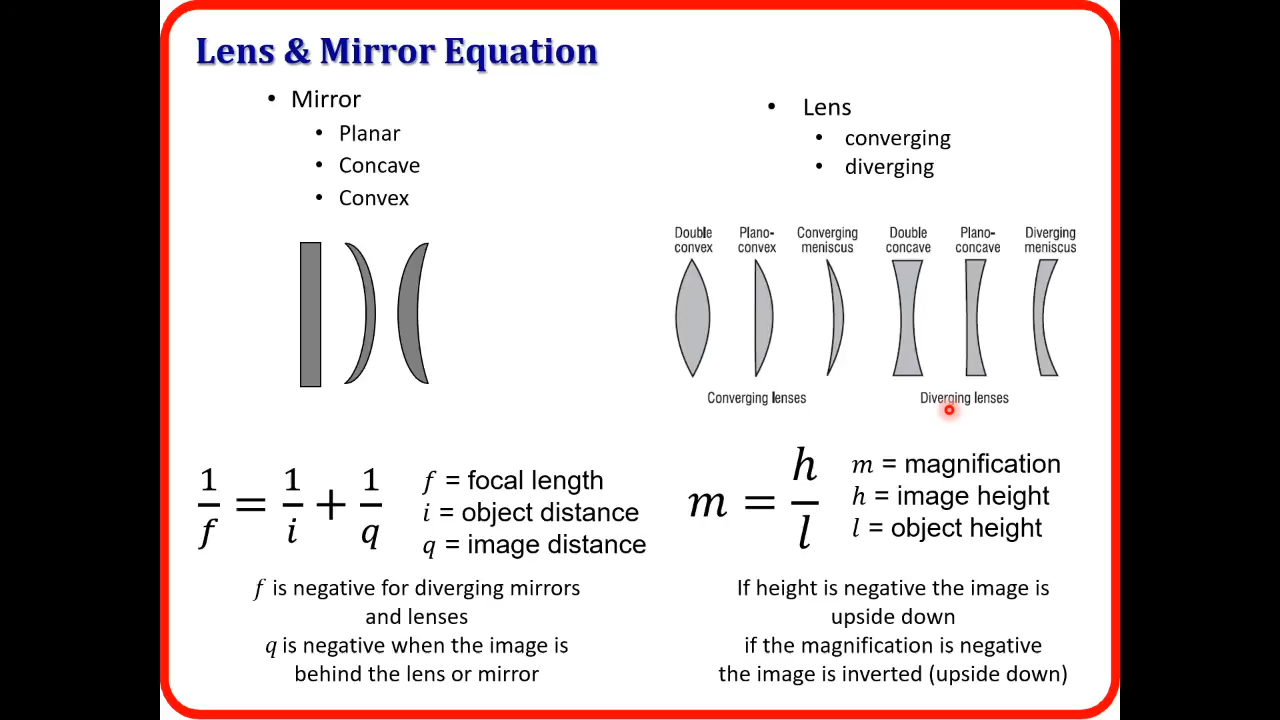 Lens & Mirror Equation
• Mirror
• Planar
• Concave
• Convex
• Lens
• converging
• diverging
Double convex
Plano-convex
Converging meniscus
Double concave
Plano-concave
Diverging meniscus
Converging lenses
Diverging lenses
1/f = 1/i + 1/q
f = focal length
i = object distance
q = image distance
f is negative for diverging mirrors
and lenses
q is negative when the image is
behind the lens or mirror
m = h/l
m = magnification
h = image height
l = object height
If height is negative the image is
upside down
if the magnification is negative
the image is inverted (upside down)